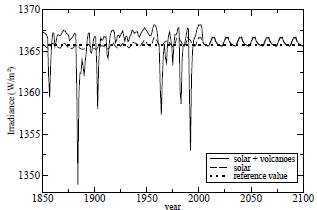 1370
1365
1360
1355
1350
Irradiance (W/m²)
solar + volcanoes
solar
reference value
1850 1900 1950 2000 2050 2100
year